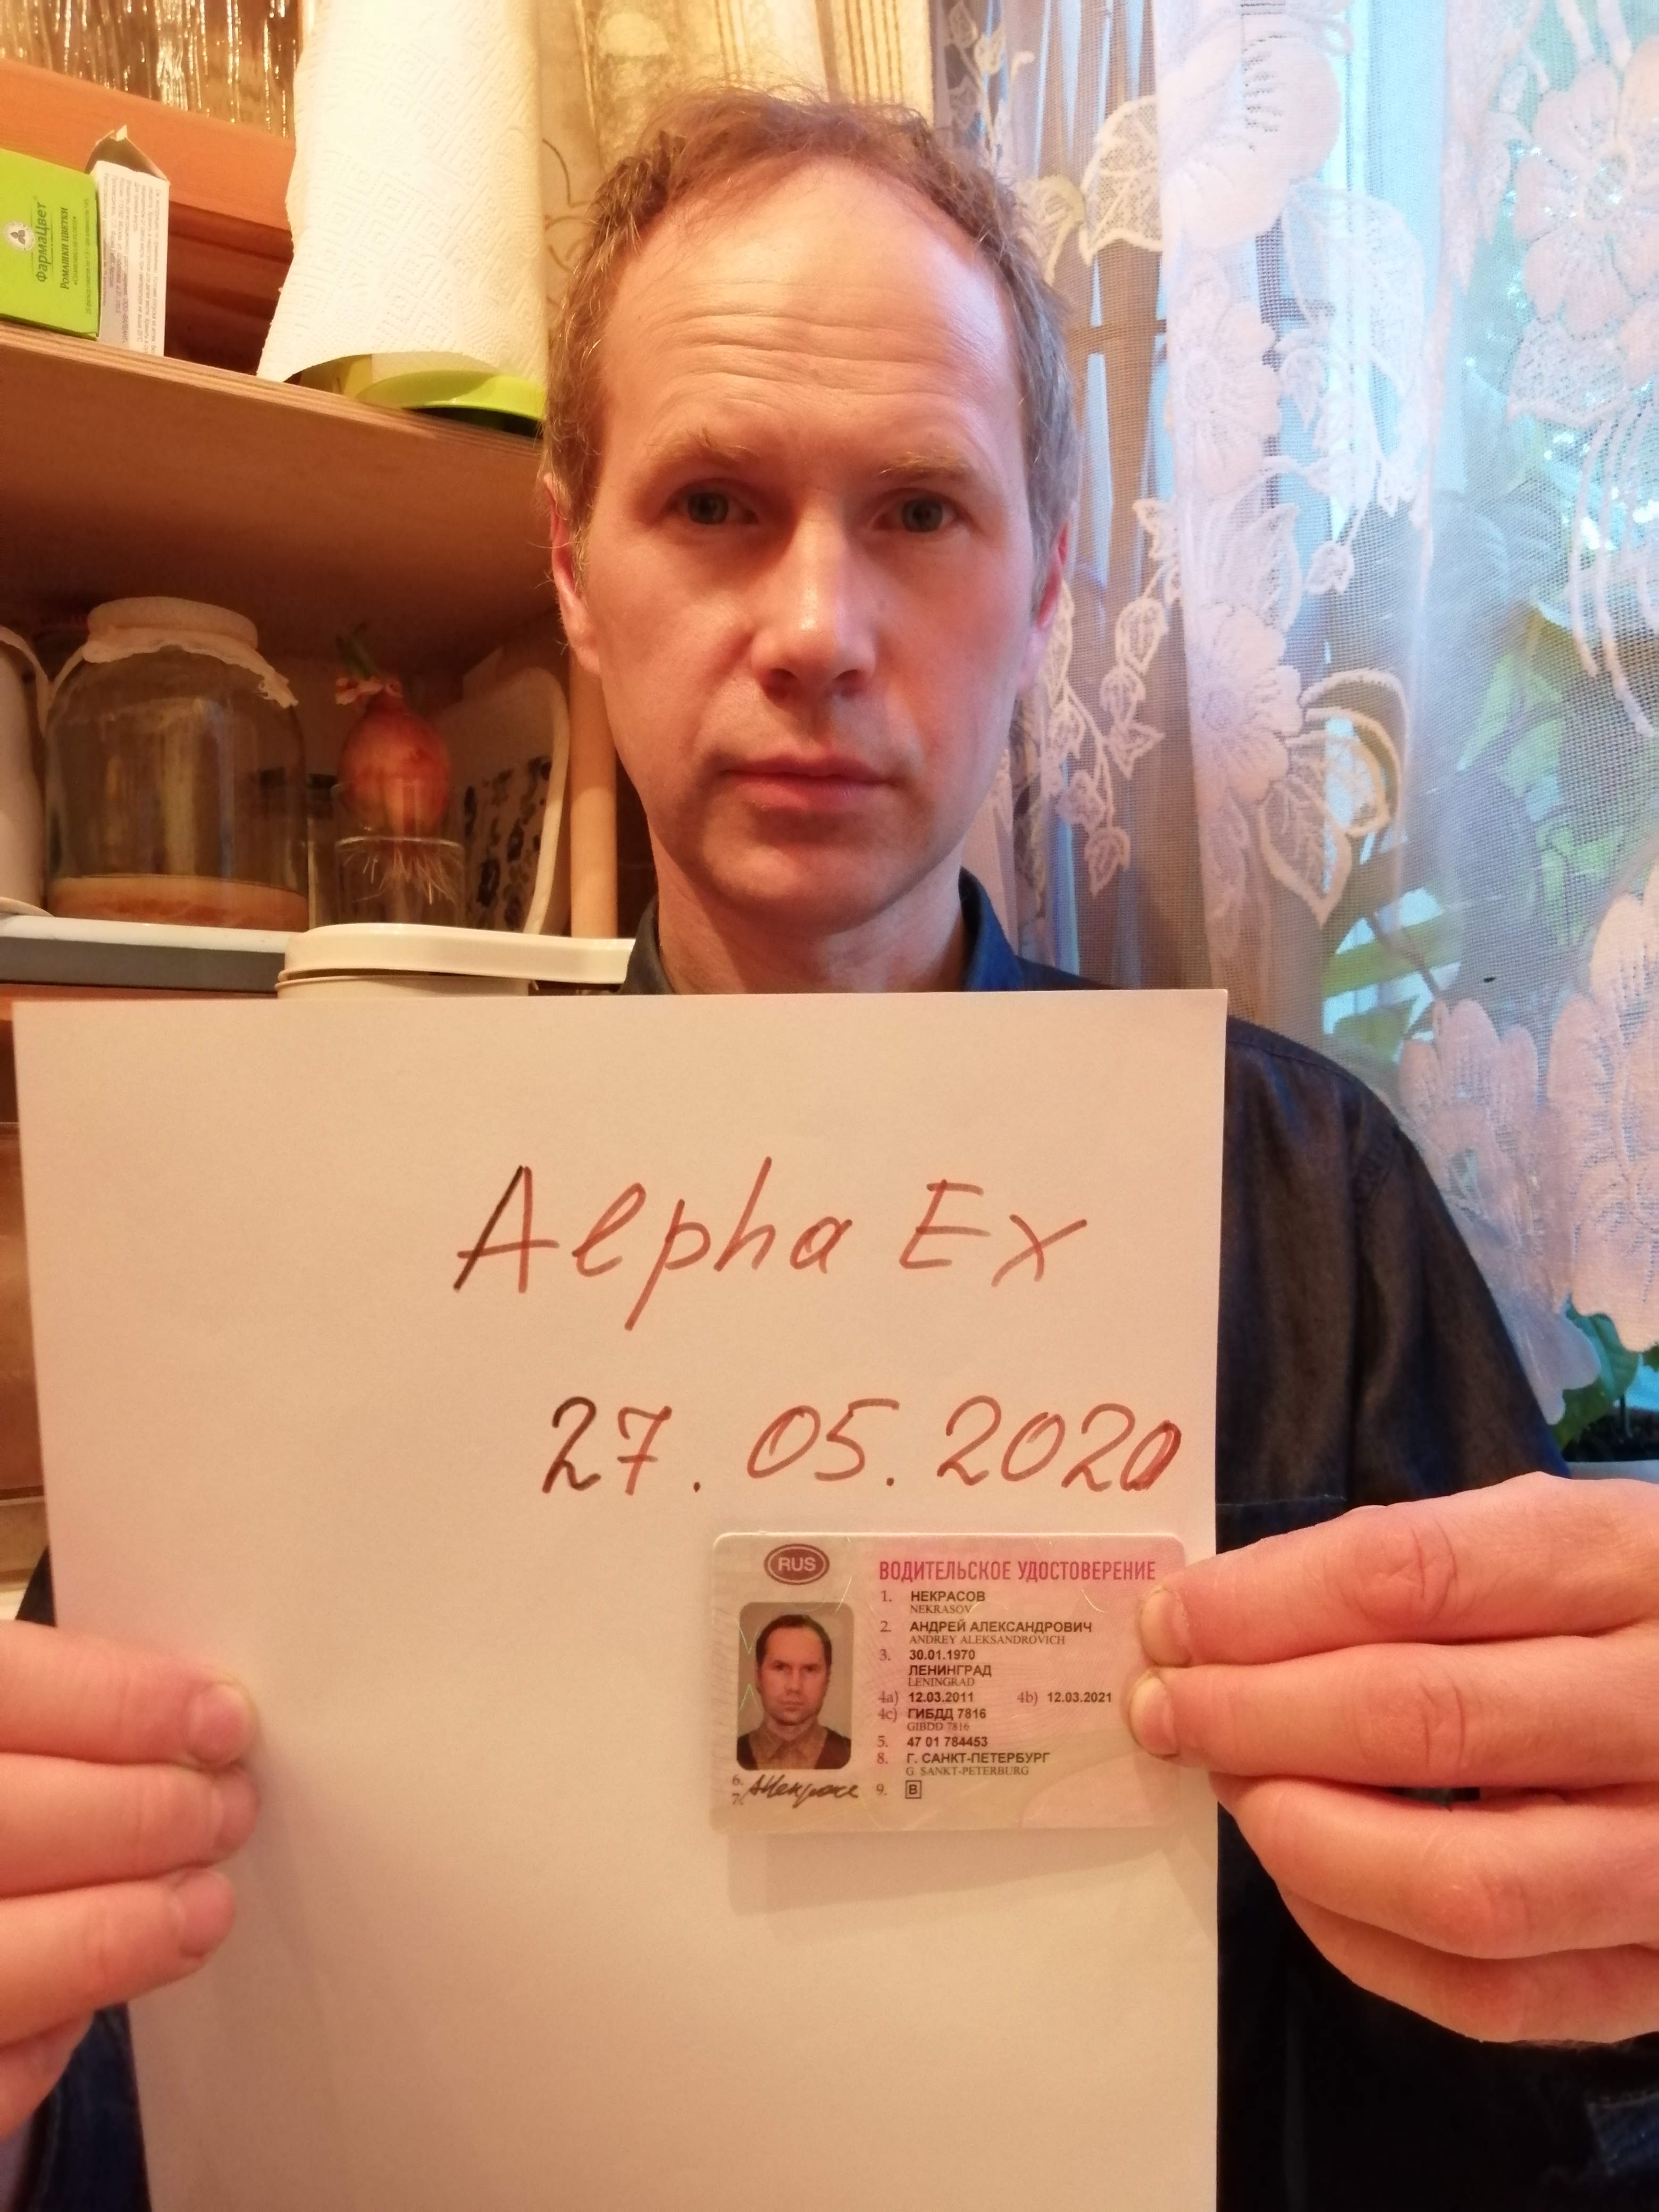 ФармаЦвет
РОМАШКИ ЦВЕТКИ
Alpha Ex
27.05.2020
RUS
ВОДИТЕЛЬСКОЕ УДОСТОВЕРЕНИЕ
1. НЕКРАСОВ
NEKRASOV
2. АНДРЕЙ АЛЕКСАНДРОВИЧ
ANDREY ALEKSANDROVICH
3. 30.01.1970
ЛЕНИНГРАД
LENINGRAD
4a) 12.03.2011 4b) 12.03.2021
4c) ГИБДД 7816
GIBDD 7816
5. 47 01 784453
8. Г. САНКТ-ПЕТЕРБУРГ
G. SANKT-PETERBURG
6.
7.
9. B